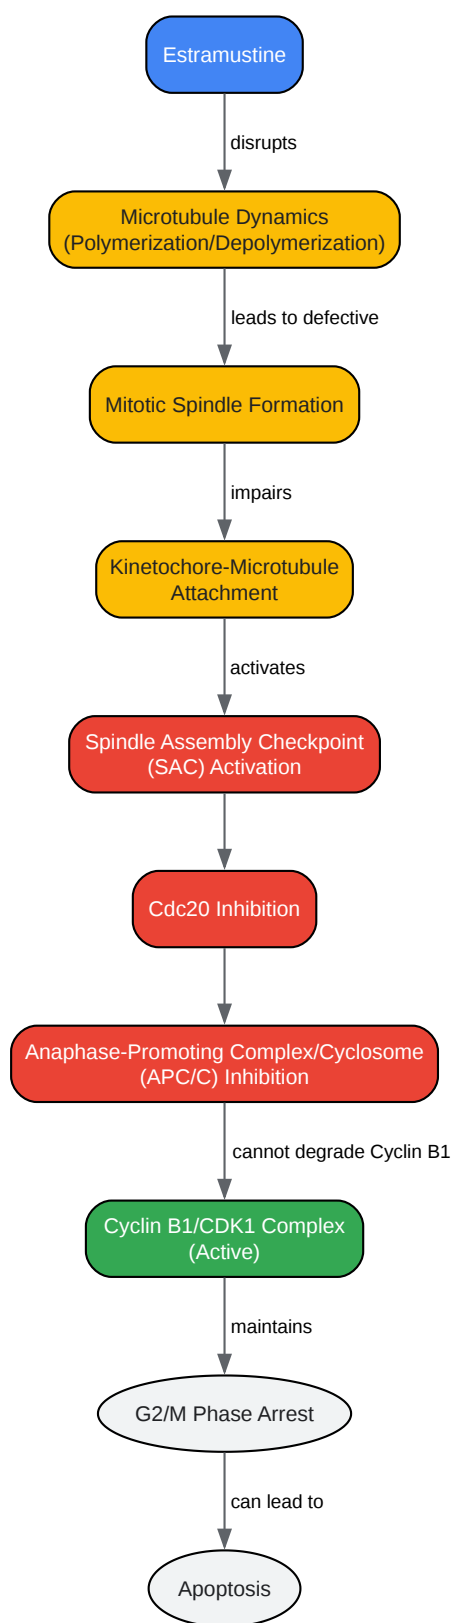 Estramustine
disrupts
Microtubule Dynamics
(Polymerization/Depolymerization)
leads to defective
Mitotic Spindle Formation
impairs
Kinetochore-Microtubule
Attachment
activates
Spindle Assembly Checkpoint
(SAC) Activation
Cdc20 Inhibition
Anaphase-Promoting Complex/Cyclosome
(APC/C) Inhibition
cannot degrade Cyclin B1
Cyclin B1/CDK1 Complex
(Active)
maintains
G2/M Phase Arrest
can lead to
Apoptosis